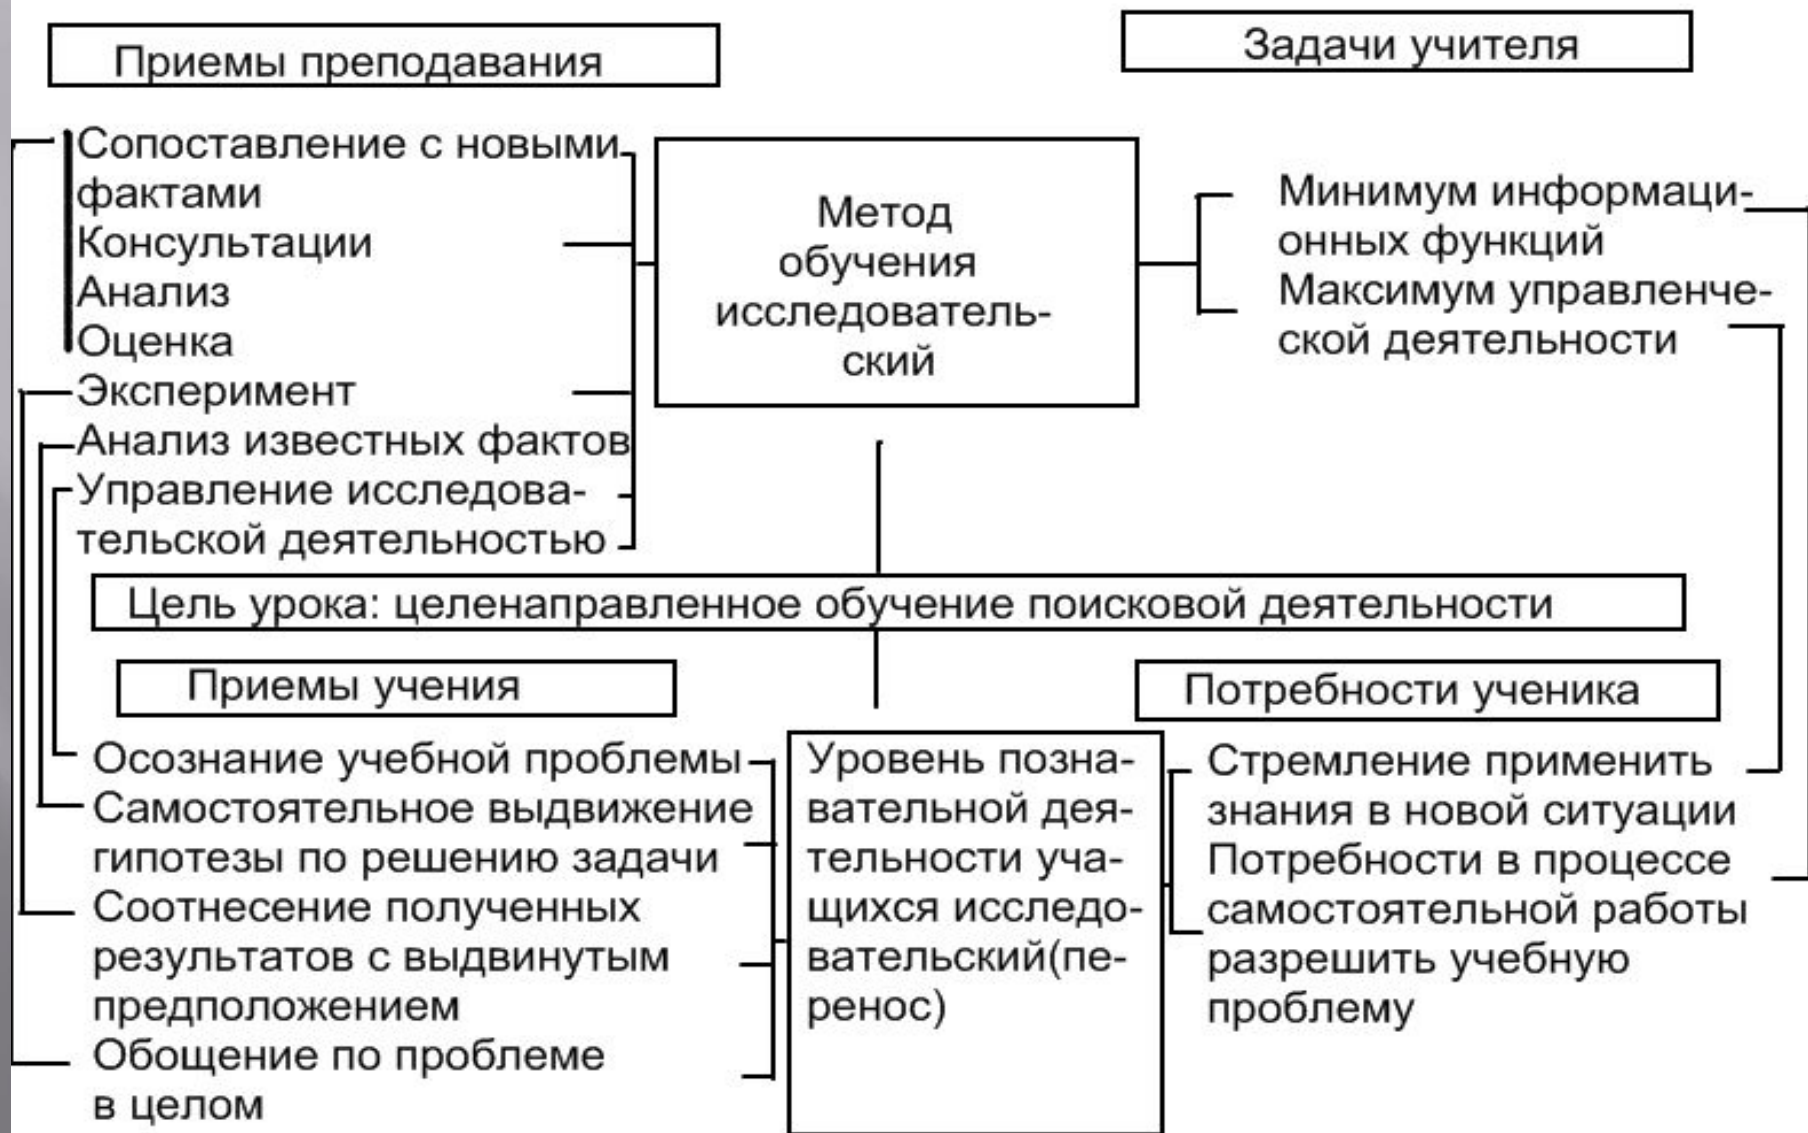 Приемы преподавания
Задачи учителя
Сопоставление с новыми
фактами
Консультации
Анализ
Оценка
Эксперимент
Анализ известных фактов
Управление исследова-
тельской деятельностью
Метод
обучения
исследователь-
ский
Минимум информаци-
онных функций
Максимум управленче-
ской деятельности
Цель урока: целенаправленное обучение поисковой деятельности
Приемы учения
Потребности ученика
Осознание учебной проблемы
Самостоятельное выдвижение
гипотезы по решению задачи
Соотнесение полученных
результатов с выдвинутым
предположением
Обощение по проблеме
в целом
Уровень позна-
вательной дея-
тельности уча-
щихся исследо-
вательский(пе-
ренос)
Стремление применить
знания в новой ситуации
Потребности в процессе
самостоятельной работы
разрешить учебную
проблему